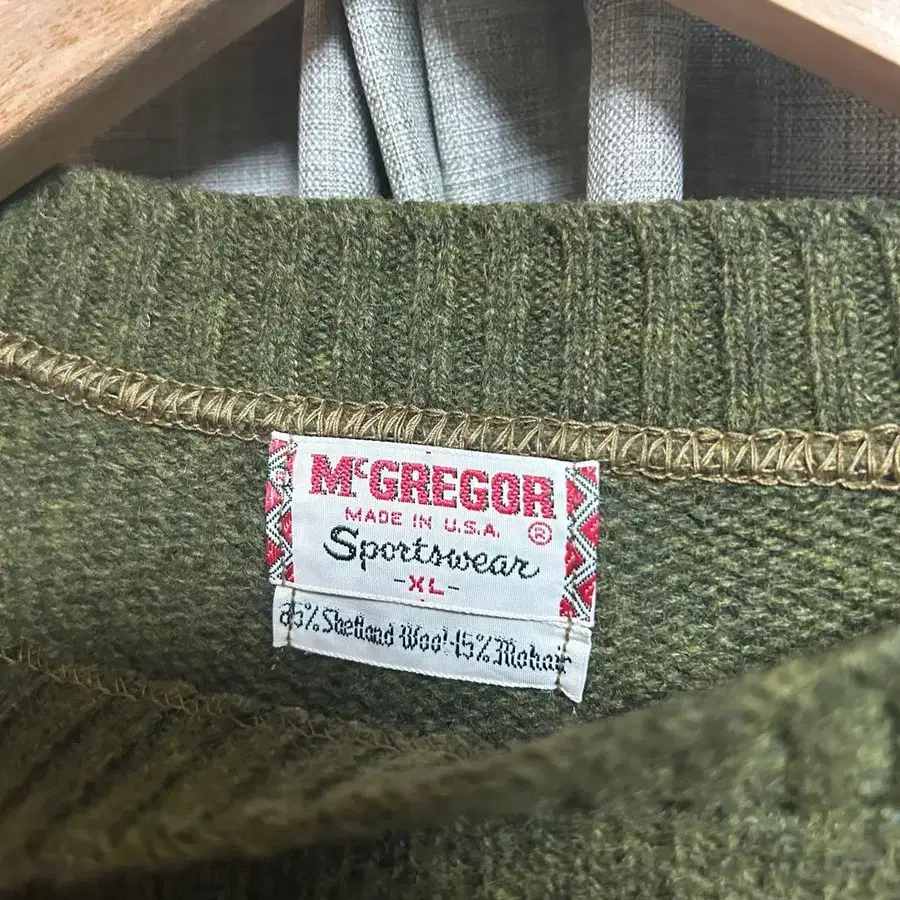 McGREGOR
MADE IN U.S.A. ®
Sportswear
-XL-
85% Shetland Wool-15% Mohair